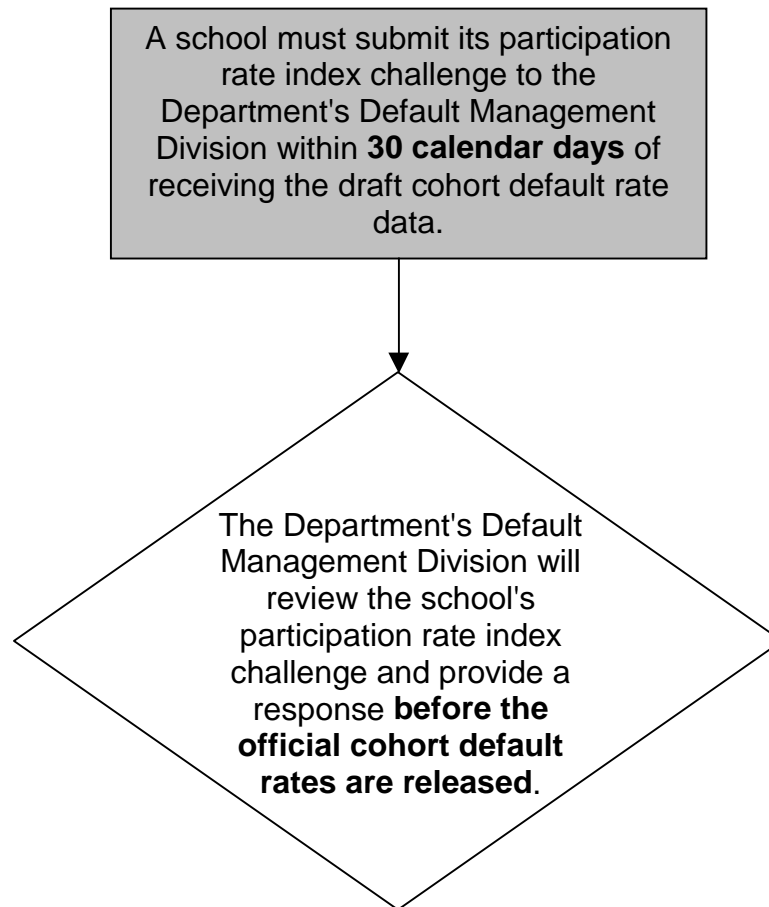 A school must submit its participation
rate index challenge to the
Department's Default Management
Division within 30 calendar days of
receiving the draft cohort default rate
data.
The Department's Default
Management Division will
review the school's
participation rate index
challenge and provide a
response before the
official cohort default
rates are released.